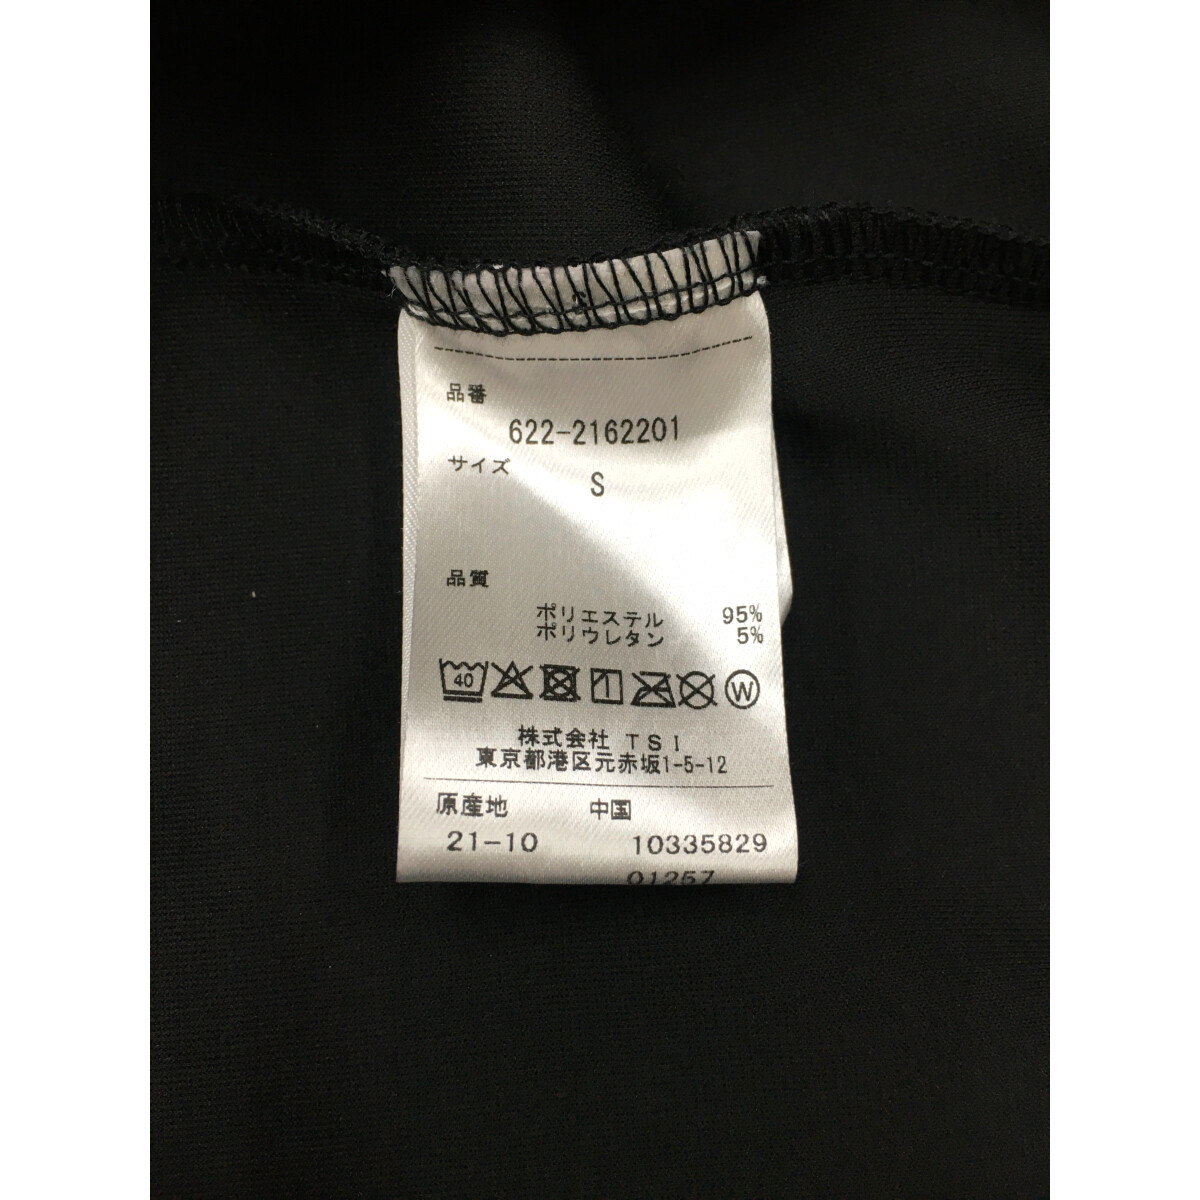 品番
622-2162201
サイズ
S
品質
ポリエステル 95%
ポリウレタン 5%
40 W
株式会社 TSI
東京都港区元赤坂1-5-12
原産地 中国
21-10 10335829
01257